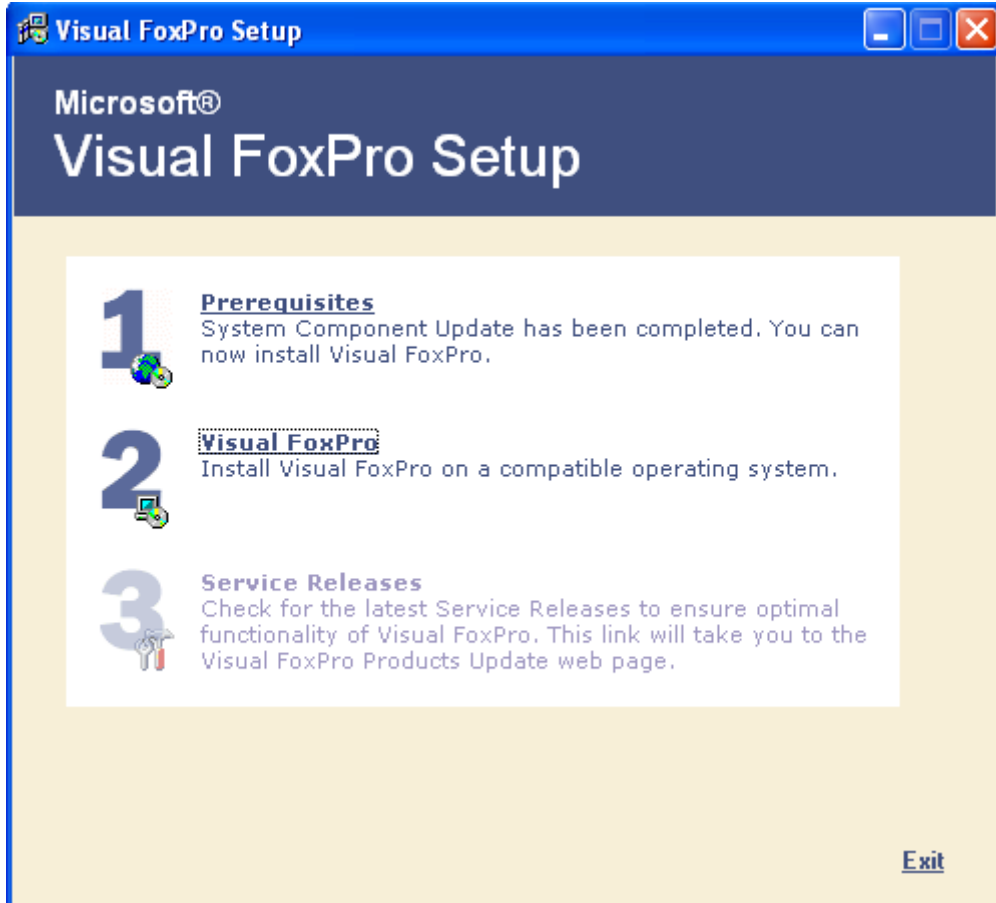 Visual FoxPro Setup
Microsoft®
Visual FoxPro Setup
1
Prerequisites
System Component Update has been completed. You can
now install Visual FoxPro.
2
Visual FoxPro
Install Visual FoxPro on a compatible operating system.
3
Service Releases
Check for the latest Service Releases to ensure optimal
functionality of Visual FoxPro. This link will take you to the
Visual FoxPro Products Update web page.
Exit